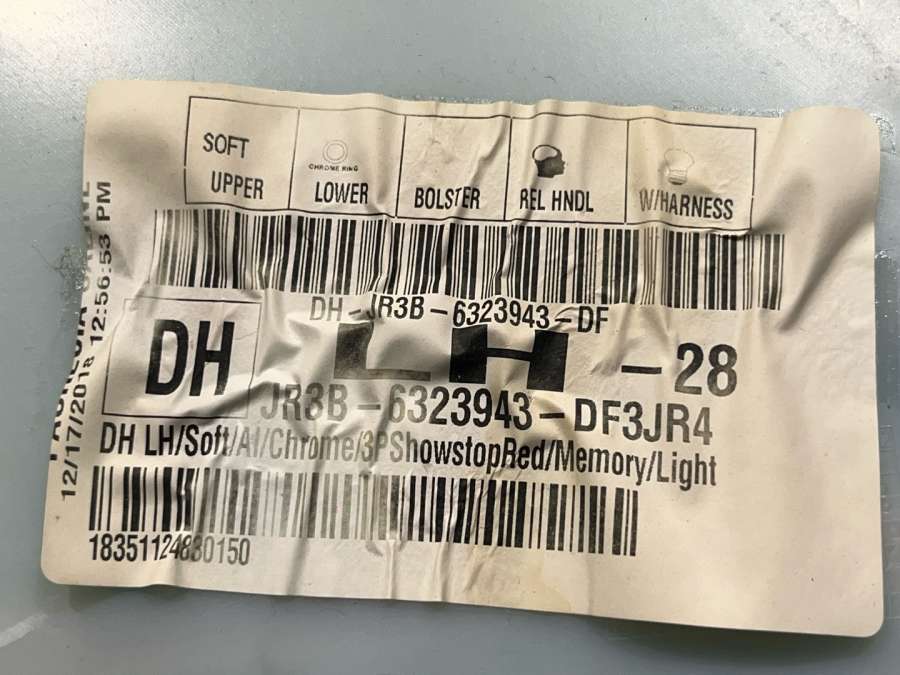 SOFT
UPPER
CHROME RING
LOWER
BOLSTER
REL HNDL
W/HARNESS
12/17/2018 12:56:53 PM
DH-JR3B-6323943-DF
DH
LH -28
JR3B-6323943-DF3JR4
DH LH/Soft/Al/Chrome/3PShowstopRed/Memory/Light
18351124830150